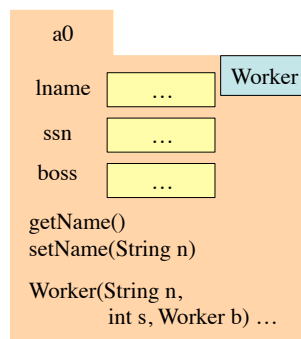 a0
Worker
lname …
ssn …
boss …
getName()
setName(String n)
Worker(String n,
int s, Worker b) …